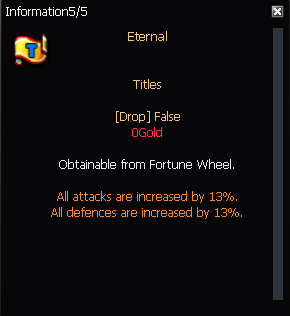 Information5/5
Eternal
T
Titles
[Drop] False
0Gold
Obtainable from Fortune Wheel.
All attacks are increased by 13%.
All defences are increased by 13%.